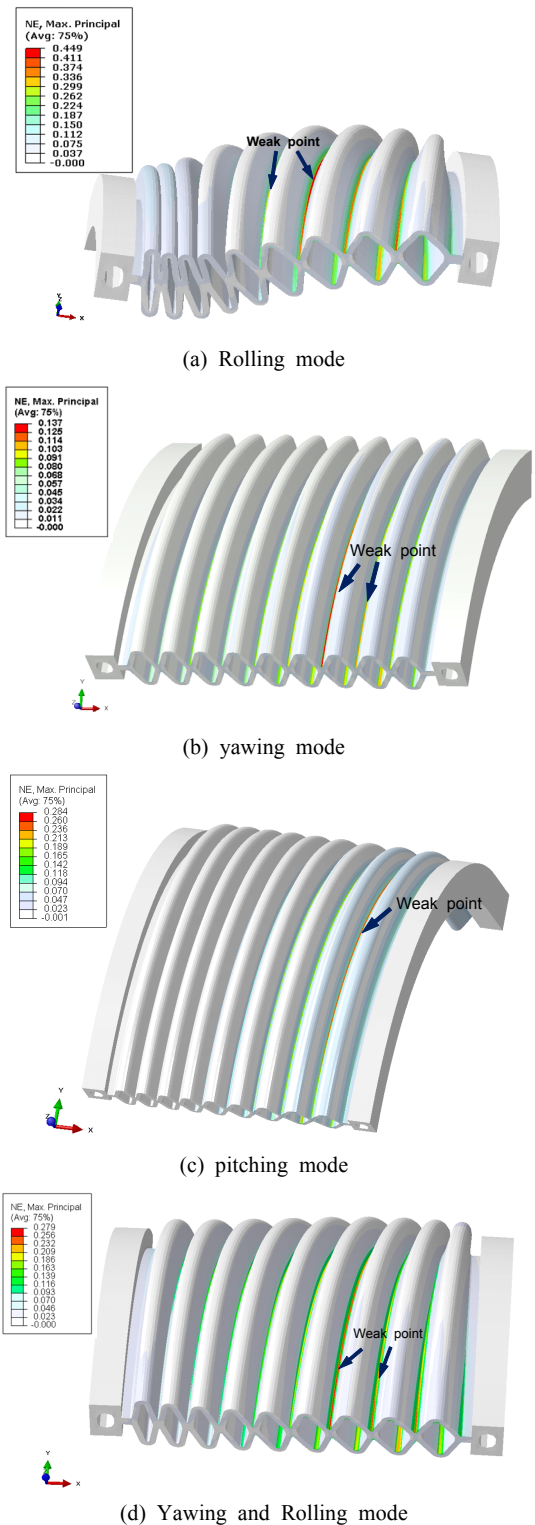 NE, Max. Principal
(Avg: 75%)
0.449
0.411
0.374
0.336
0.299
0.262
0.224
0.187
0.150
0.112
0.075
0.037
-0.000
Weak point
Y
Z
X
(a) Rolling mode
NE, Max. Principal
(Avg: 75%)
0.137
0.125
0.114
0.103
0.091
0.080
0.068
0.057
0.045
0.034
0.022
0.011
-0.000
Weak point
Y
Z
X
(b) yawing mode
NE, Max. Principal
(Avg: 75%)
0.284
0.260
0.236
0.213
0.189
0.165
0.142
0.118
0.094
0.070
0.047
0.023
-0.001
Weak point
Y
Z
X
(c) pitching mode
NE, Max. Principal
(Avg: 75%)
0.279
0.256
0.232
0.209
0.186
0.163
0.139
0.116
0.093
0.070
0.046
0.023
-0.000
Weak point
Y
X
(d) Yawing and Rolling mode